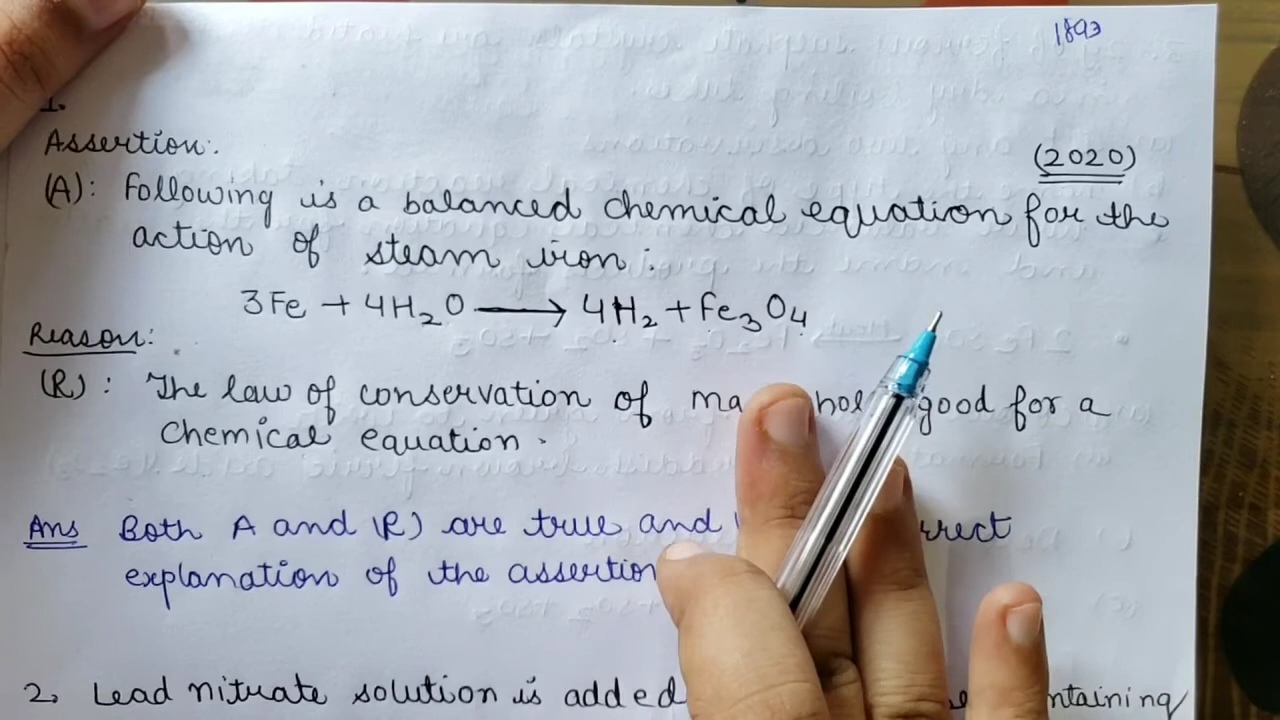 1893
1.
Assertion:
(2020)
(A): Following is a balanced chemical equation for the
action of steam iron:
3Fe + 4H₂O ⟶ 4H₂ + Fe₃O₄
Reason:
(R): The law of conservation of good for a
chemical equation.
Ans Both A and (R) are true and
explanation of the
2. Lead nitrate solution is added